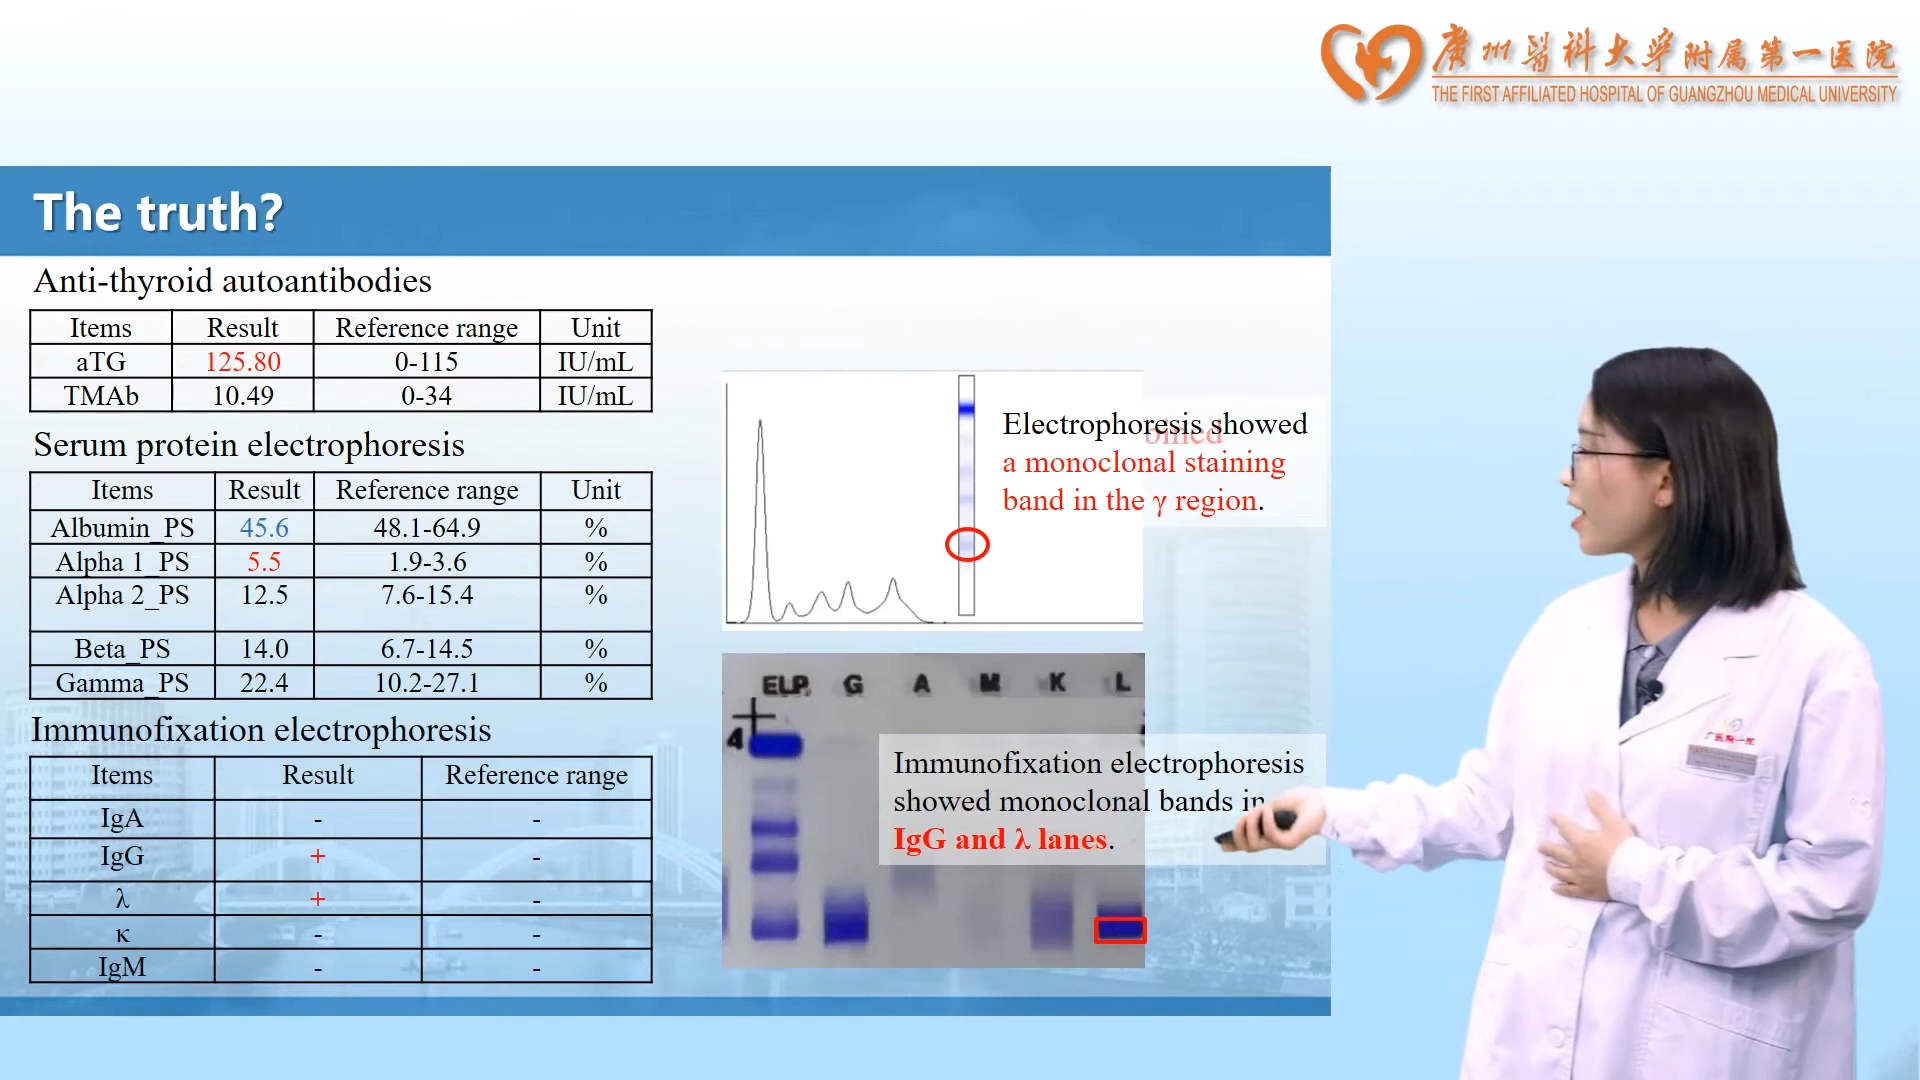 廣州醫科大學附属第一医院
THE FIRST AFFILIATED HOSPITAL OF GUANGZHOU MEDICAL UNIVERSITY
The truth?
Anti-thyroid autoantibodies
Items Result Reference range Unit
aTG 125.80 0-115 IU/mL
TMAb 10.49 0-34 IU/mL
Serum protein electrophoresis
Items Result Reference range Unit
Albumin_PS 45.6 48.1-64.9 %
Alpha 1_PS 5.5 1.9-3.6 %
Alpha 2_PS 12.5 7.6-15.4 %
Beta_PS 14.0 6.7-14.5 %
Gamma_PS 22.4 10.2-27.1 %
Immunofixation electrophoresis
Items Result Reference range
IgA - -
IgG + -
λ + -
κ - -
IgM - -
Electrophoresis showed
a monoclonal staining
band in the γ region.
ELP. G A M K L
+
4
Immunofixation electrophoresis
showed monoclonal bands in
IgG and λ lanes.